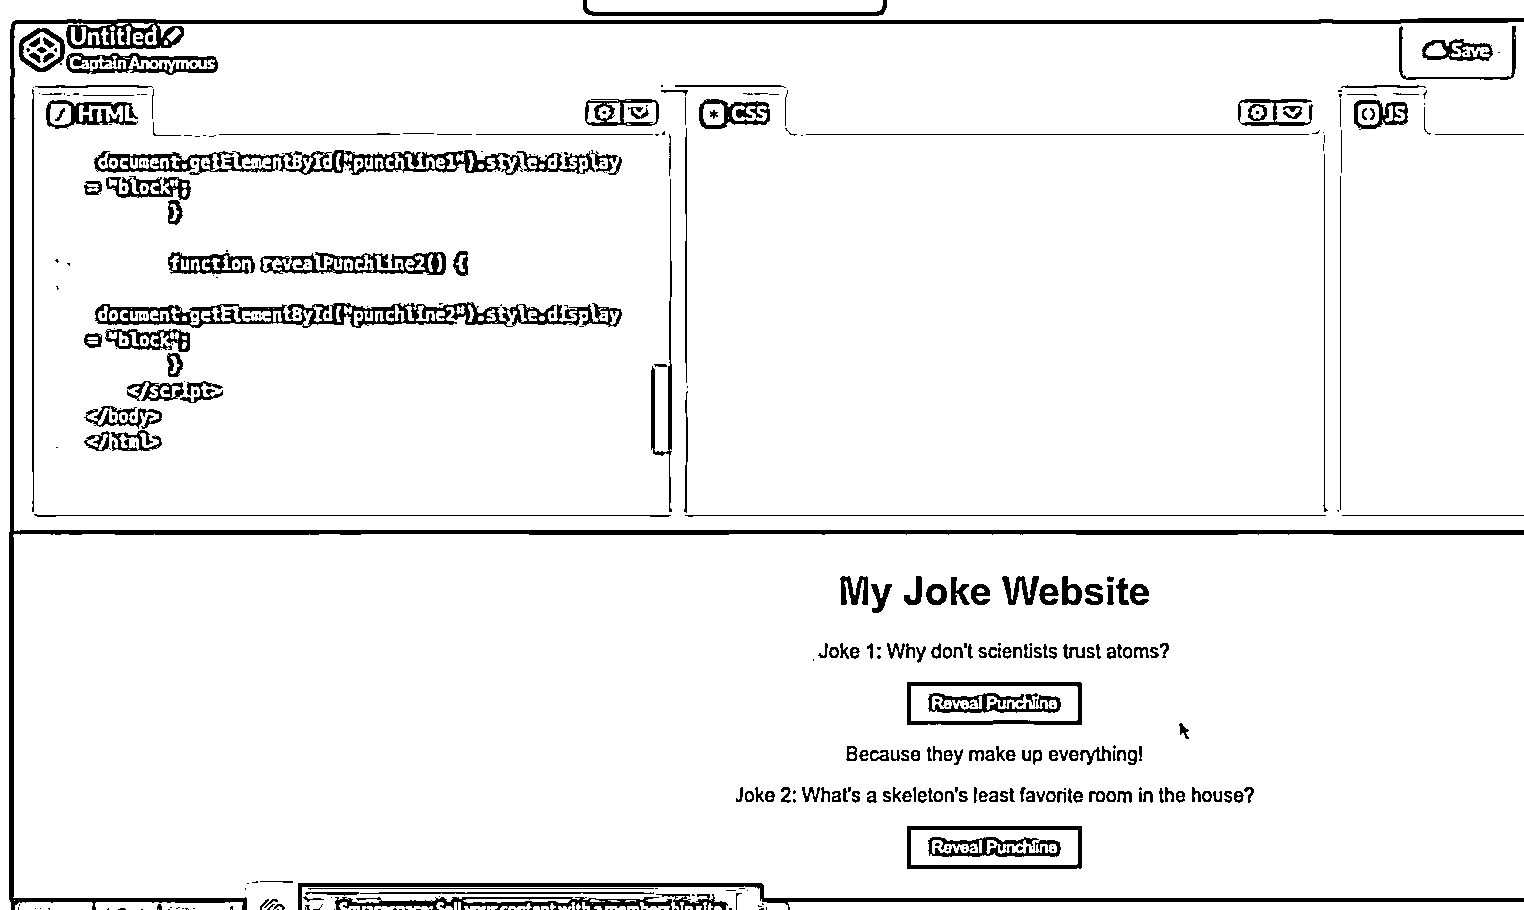 Untitled
Captain Anonymous
Save
HTML
CSS
JS
document.getElementById("punchline1").style.display
= "block";
}
function revealPunchline2() {
document.getElementById("punchline2").style.display
= "block";
}
</script>
</body>
</html>
My Joke Website
Joke 1: Why don't scientists trust atoms?
Reveal Punchline
Because they make up everything!
Joke 2: What's a skeleton's least favorite room in the house?
Reveal Punchline